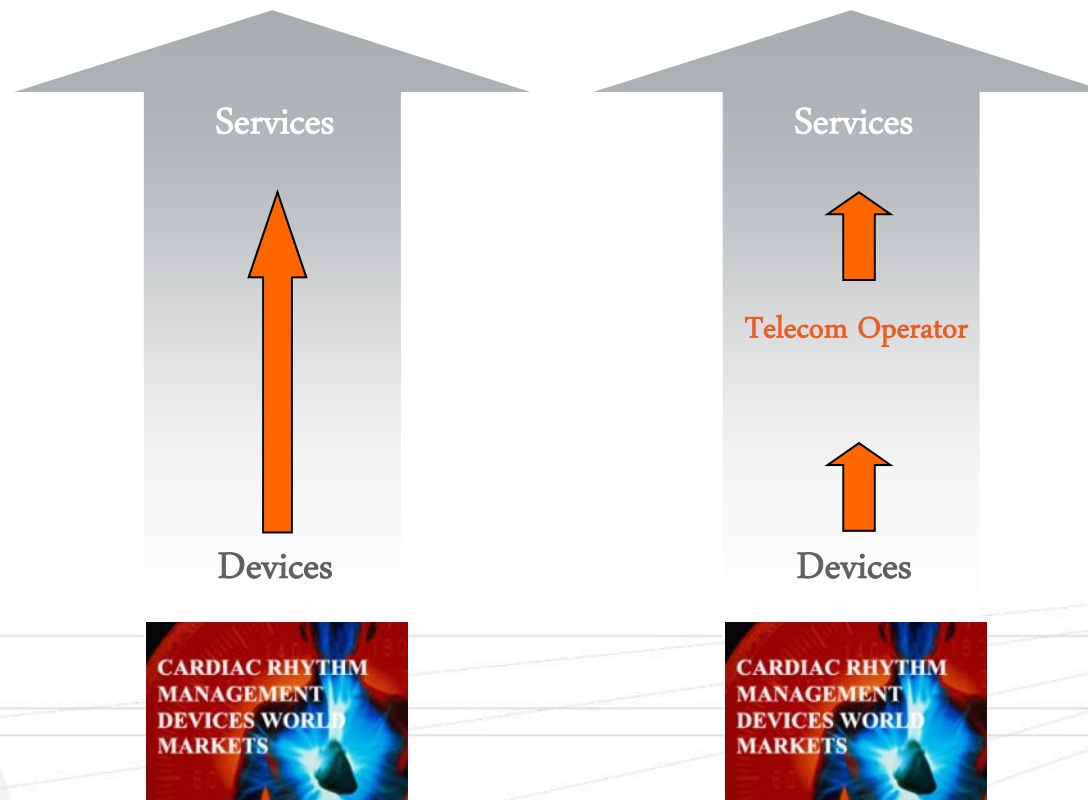 Services
Devices
CARDIAC RHYTHM
MANAGEMENT
DEVICES WORLD
MARKETS
Services
Telecom Operator
Devices
CARDIAC RHYTHM
MANAGEMENT
DEVICES WORLD
MARKETS